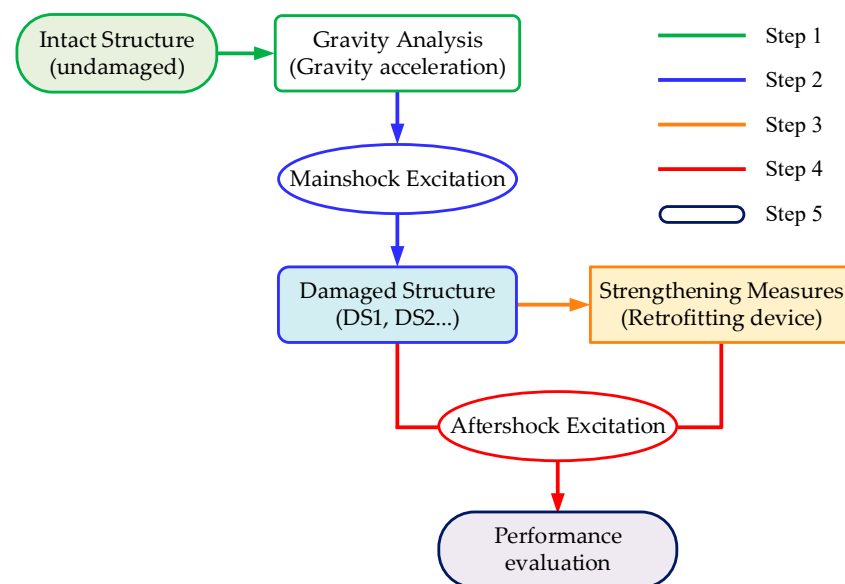 Intact Structure
(undamaged)
Gravity Analysis
(Gravity acceleration)
Step 1
Step 2
Step 3
Step 4
Step 5
Mainshock Excitation
Damaged Structure
(DS1, DS2...)
Strengthening Measures
(Retrofitting device)
Aftershock Excitation
Performance
evaluation